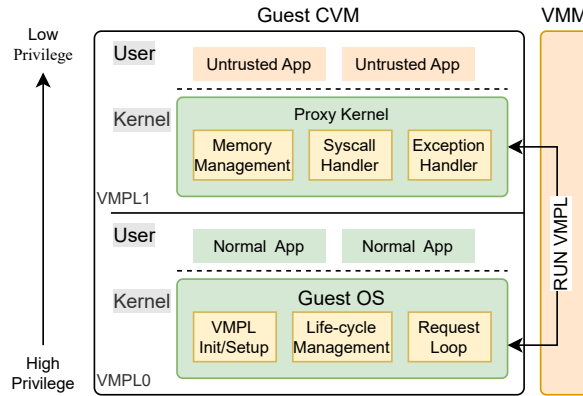 Guest CVM
VMM
Low
Privilege
User
Untrusted App
Untrusted App
Kernel
Proxy Kernel
Memory
Management
Syscall
Handler
Exception
Handler
VMPL1
RUN VMPL
User
Normal App
Normal App
Kernel
Guest OS
VMPL
Init/Setup
Life-cycle
Management
Request
Loop
High
Privilege
VMPL0